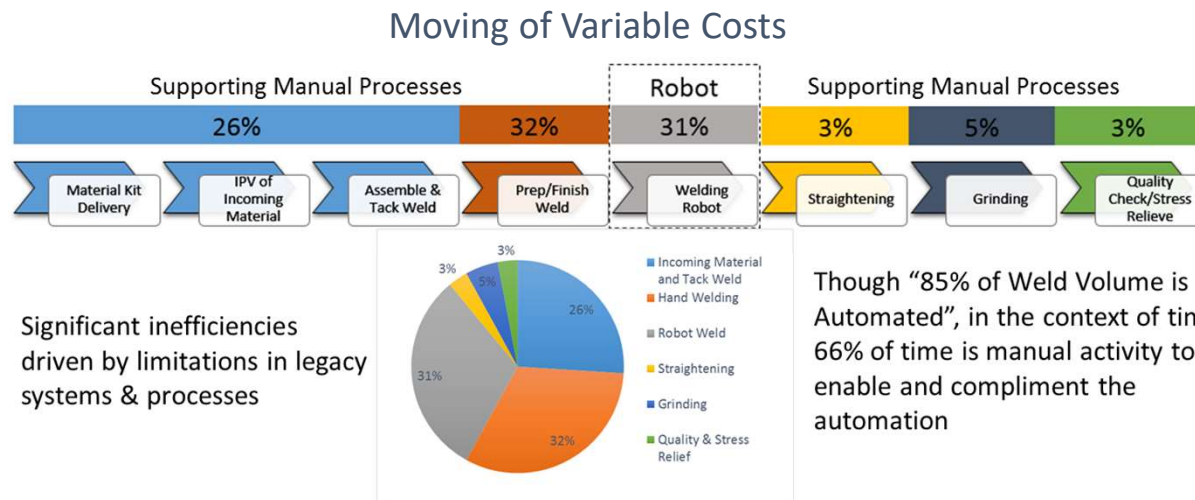 Moving of Variable Costs
Supporting Manual Processes
Robot
Supporting Manual Processes
26%
32%
31%
3%
5%
3%
Material Kit
Delivery
IPV of
Incoming
Material
Assemble &
Tack Weld
Prep/Finish
Weld
Welding
Robot
Straightening
Grinding
Quality
Check/Stress
Relieve
Significant inefficiencies
driven by limitations in legacy
systems & processes
3%
3%
5%
26%
31%
32%
Incoming Material
and Tack Weld
Hand Welding
Robot Weld
Straightening
Grinding
Quality & Stress
Relief
Though “85% of Weld Volume is
Automated”, in the context of
66% of time is manual activity to
enable and compliment the
automation